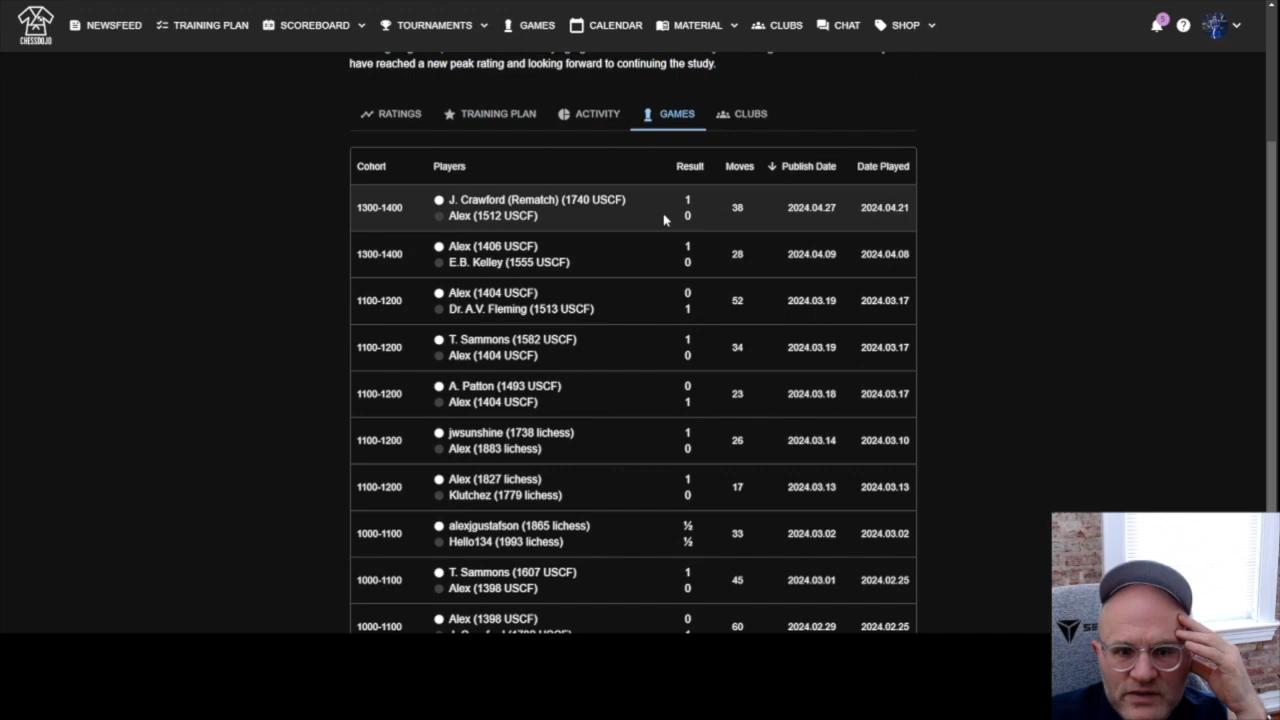 CHESSDOJO
NEWSFEED TRAINING PLAN SCOREBOARD TOURNAMENTS GAMES CALENDAR MATERIAL CLUBS CHAT SHOP 5
have reached a new peak rating and looking forward to continuing the study.
RATINGS TRAINING PLAN ACTIVITY GAMES CLUBS
Cohort Players Result Moves Publish Date Date Played
1300-1400 J. Crawford (Rematch) (1740 USCF) 1 38 2024.04.27 2024.04.21
Alex (1512 USCF) 0
1300-1400 Alex (1406 USCF) 1 28 2024.04.09 2024.04.08
E.B. Kelley (1555 USCF) 0
1100-1200 Alex (1404 USCF) 0 52 2024.03.19 2024.03.17
Dr. A.V. Fleming (1513 USCF) 1
1100-1200 T. Sammons (1582 USCF) 1 34 2024.03.19 2024.03.17
Alex (1404 USCF) 0
1100-1200 A. Patton (1493 USCF) 0 23 2024.03.18 2024.03.17
Alex (1404 USCF) 1
1100-1200 jwsunshine (1738 lichess) 1 26 2024.03.14 2024.03.10
Alex (1883 lichess) 0
1100-1200 Alex (1827 lichess) 1 17 2024.03.13 2024.03.13
Klutchez (1779 lichess) 0
1000-1100 alexjgustafson (1865 lichess) ½ 33 2024.03.02 2024.03.02
Hello134 (1993 lichess) ½
1000-1100 T. Sammons (1607 USCF) 1 45 2024.03.01 2024.02.25
Alex (1398 USCF) 0
1000-1100 Alex (1398 USCF) 0 60 2024.02.29 2024.02.25